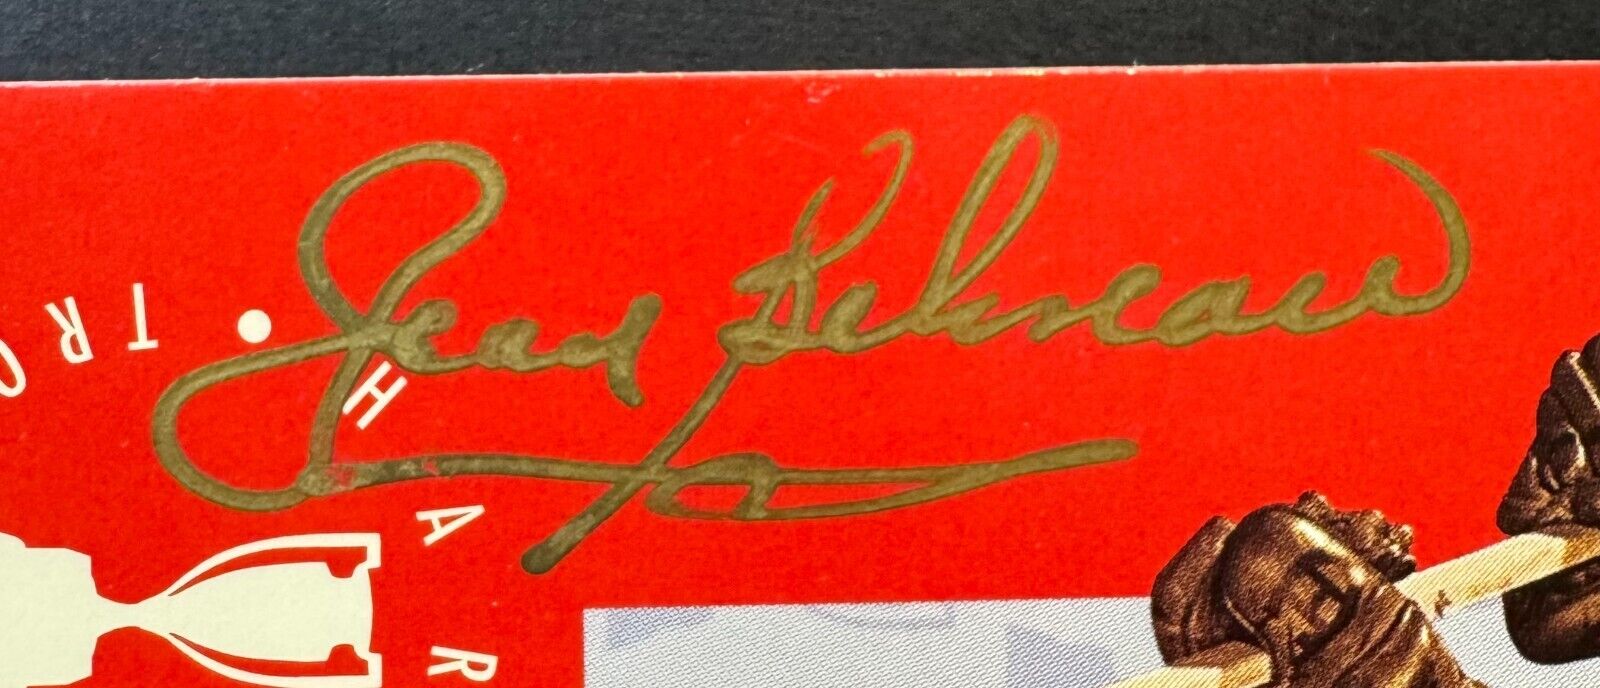 Jean Beliveau
TRO • HAR